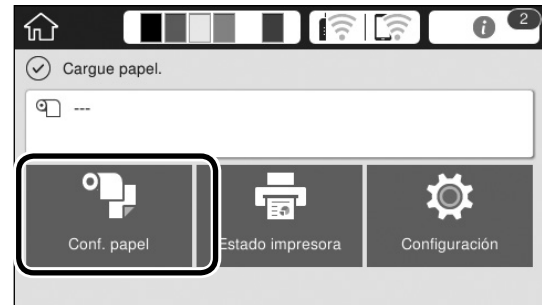 2
Cargue papel.
---
Conf. papel
Estado impresora
Configuración